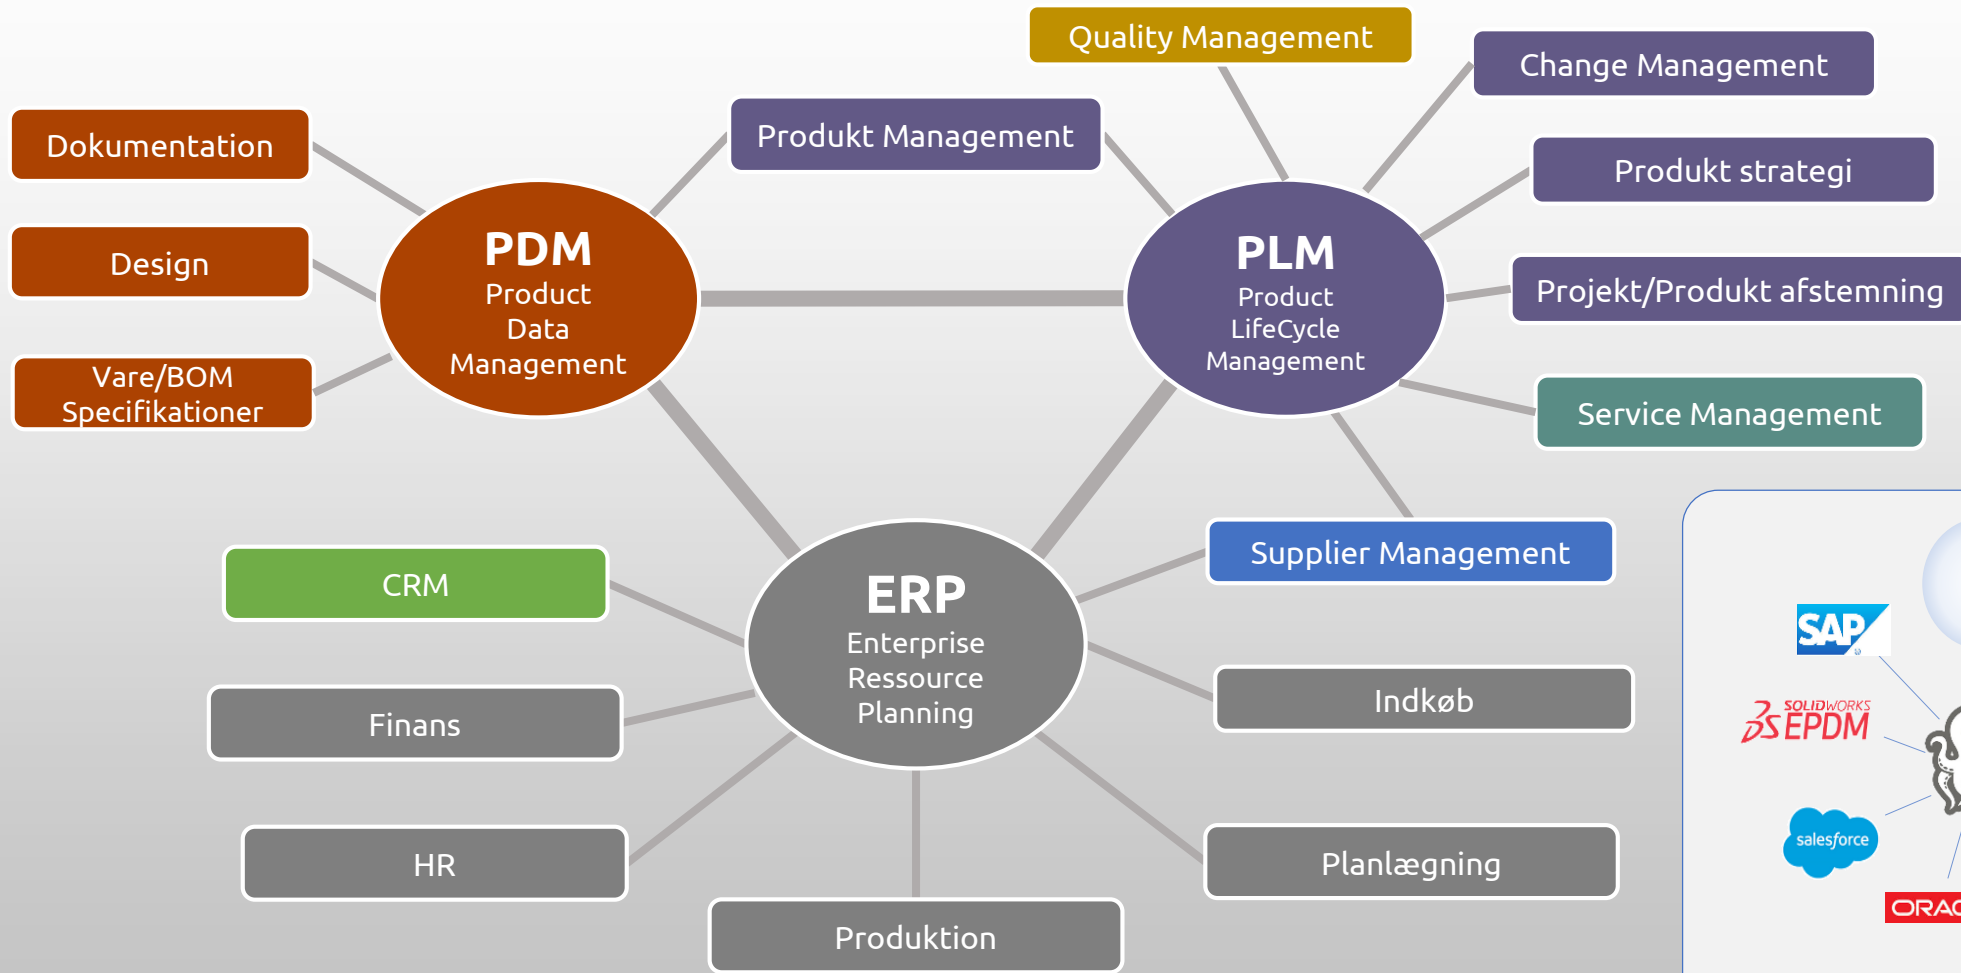 Quality Management
Change Management
Dokumentation
Produkt Management
Produkt strategi
Design
PDM
Product
Data
Management
PLM
Product
LifeCycle
Management
Projekt/Produkt afstemning
Vare/BOM
Specifikationer
Service Management
CRM
ERP
Enterprise
Ressource
Planning
Supplier Management
SAP
Finans
Indkøb
SOLIDWORKS
EPDM
HR
Planlægning
salesforce
Produktion